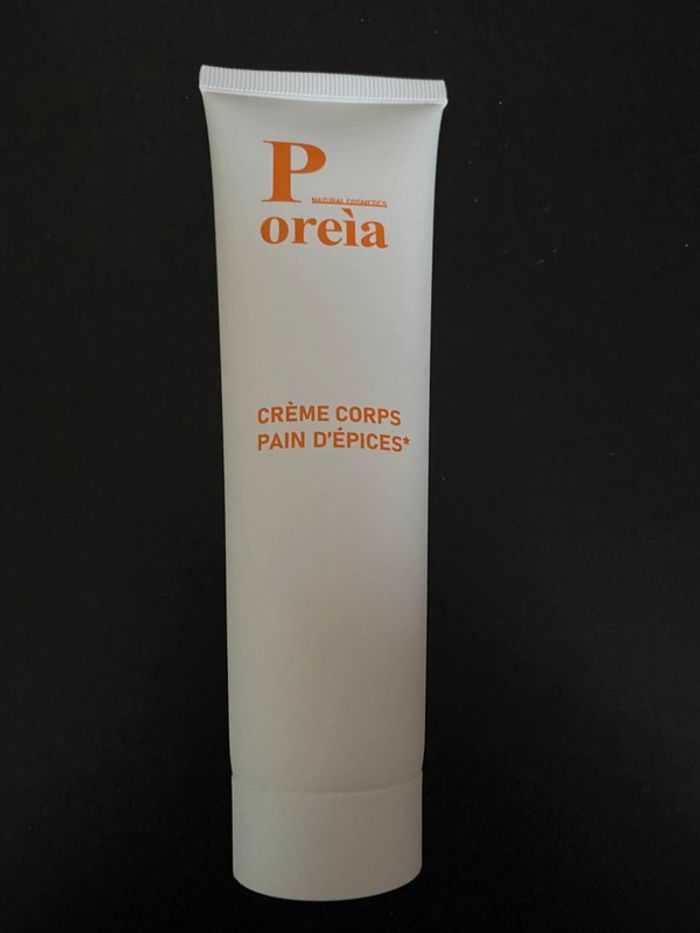 P
NATURAL COSMETICS
oreìa
CRÈME CORPS
PAIN D'ÉPICES*